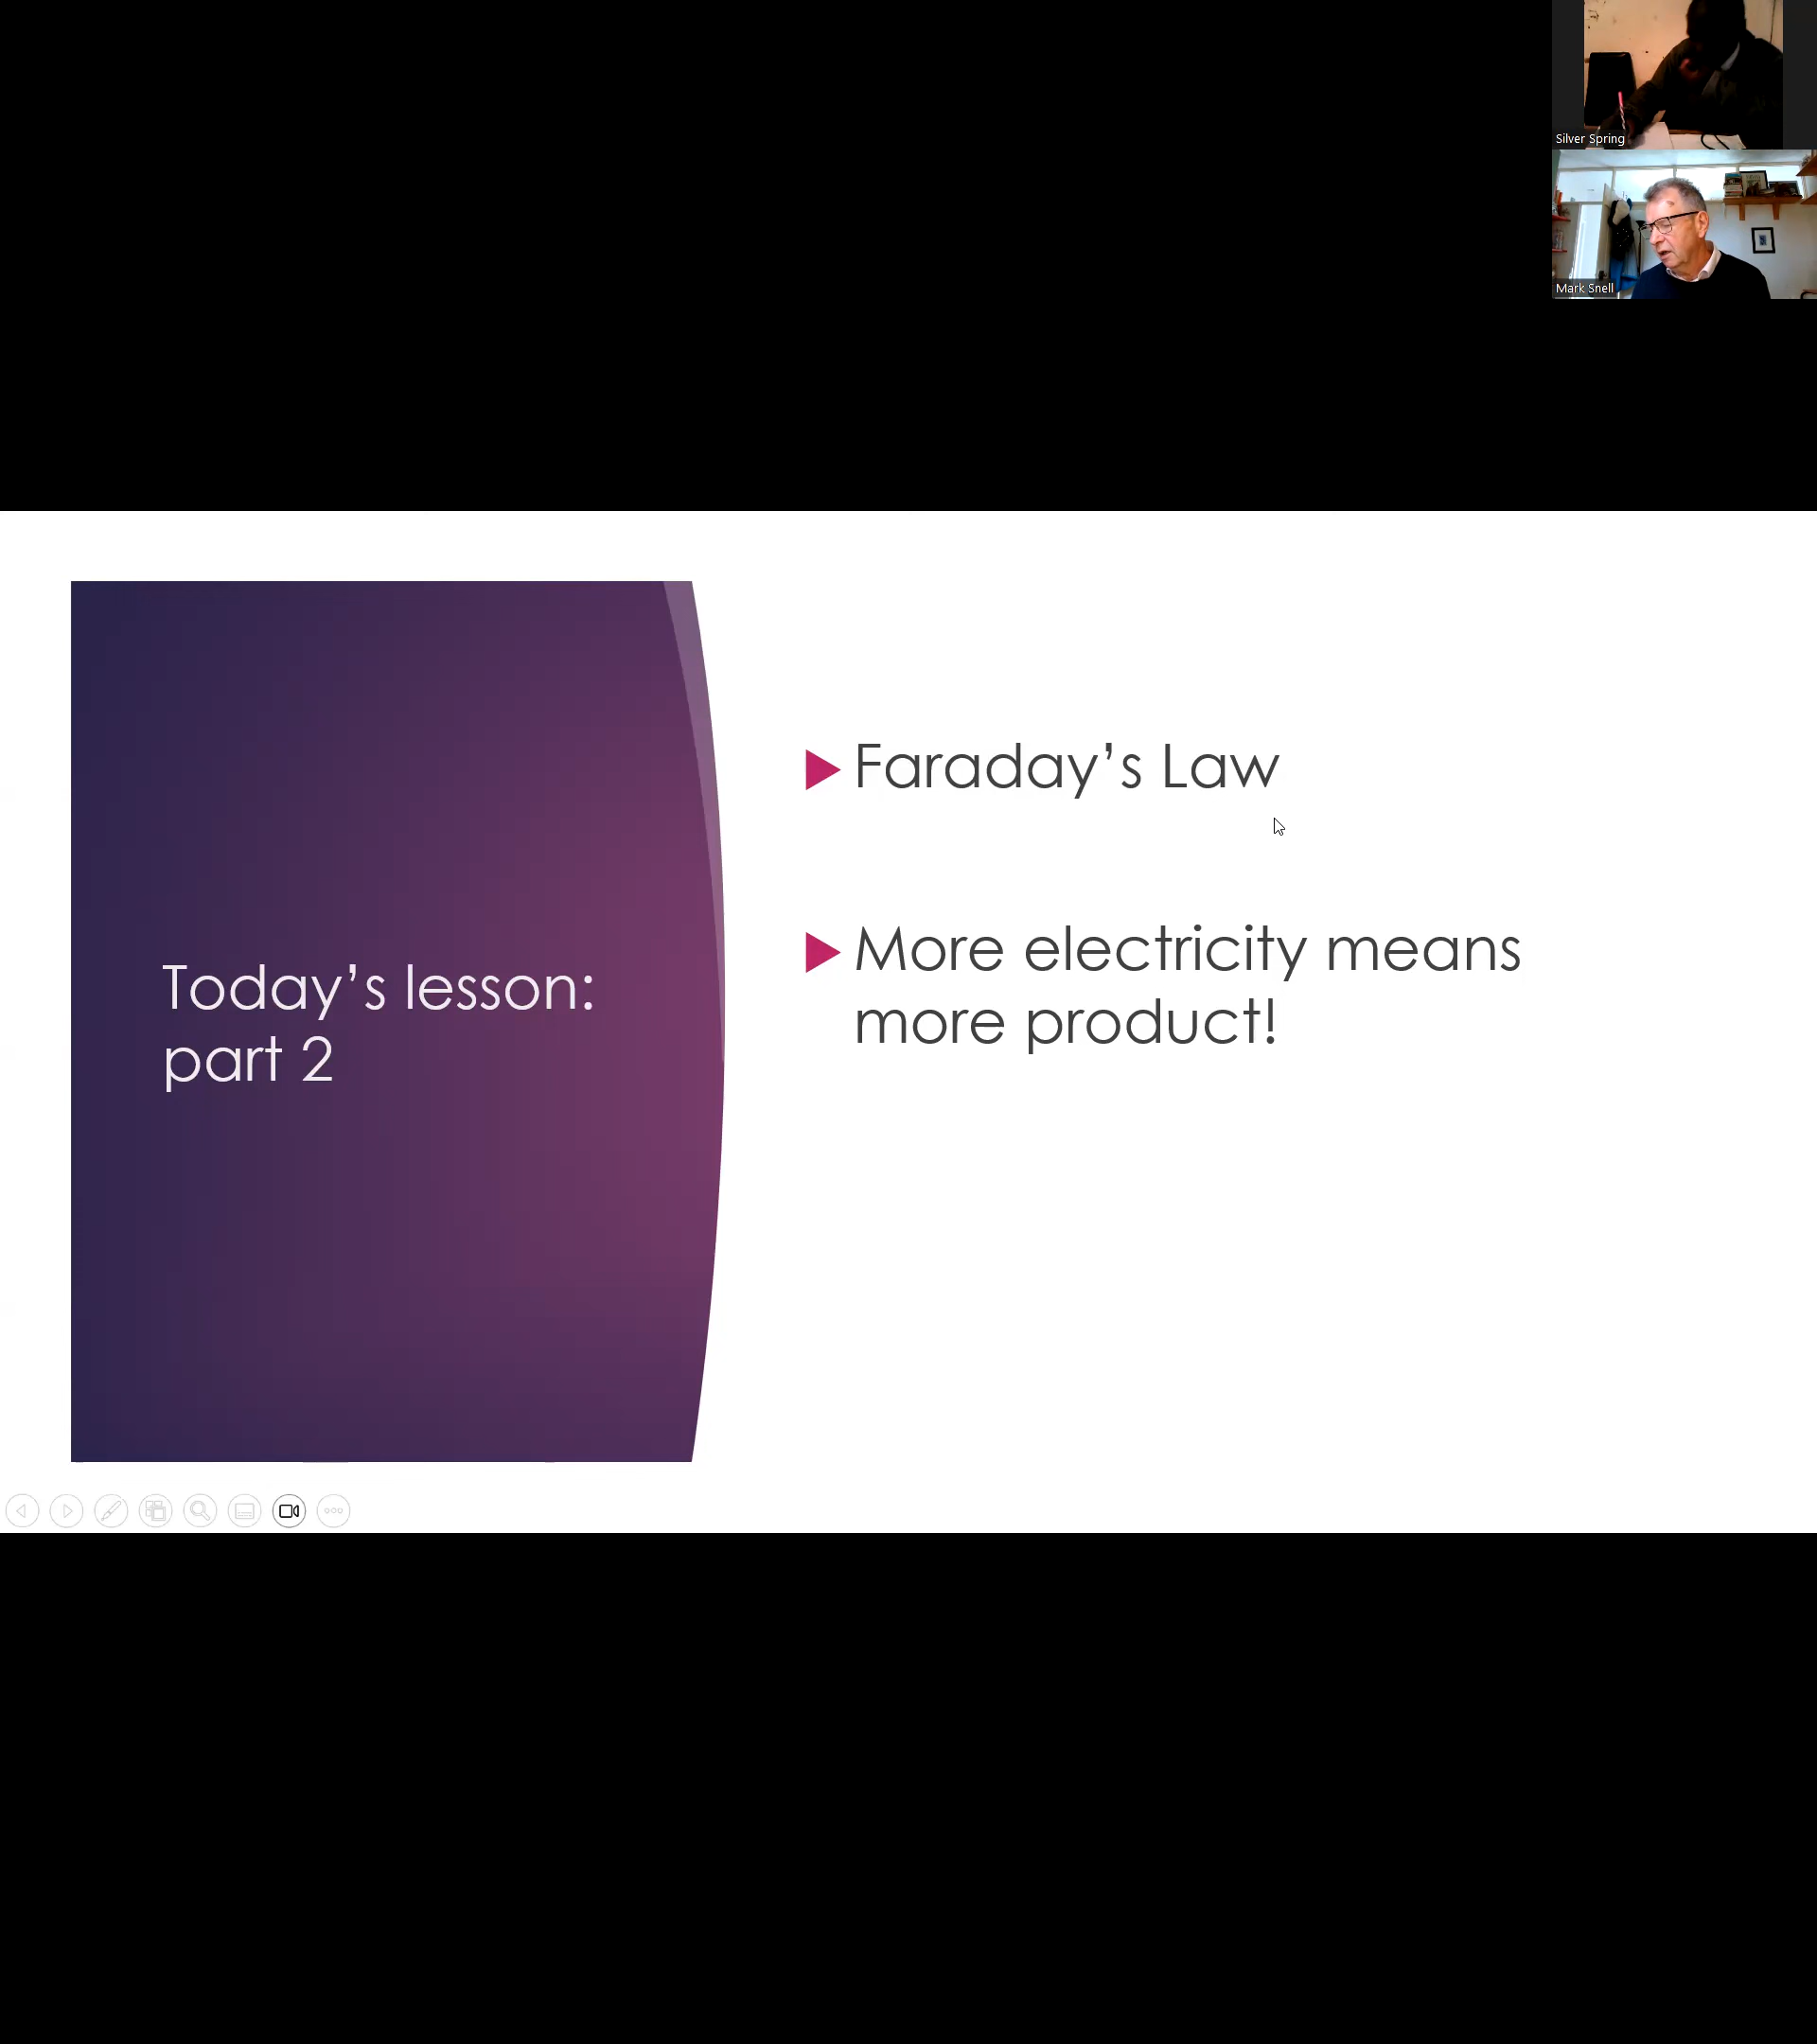 Silver Spring
Mark Snell
Today’s lesson:
part 2
Faraday’s Law
More electricity means
more product!